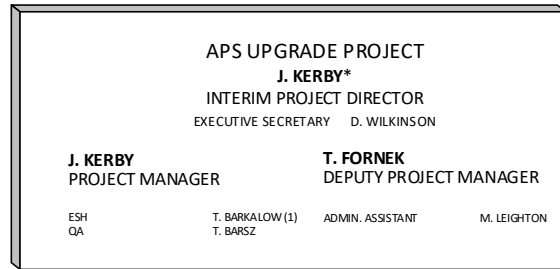 APS UPGRADE PROJECT
J. KERBY*
INTERIM PROJECT DIRECTOR
EXECUTIVE SECRETARY D. WILKINSON
J. KERBY T. FORNEK
PROJECT MANAGER DEPUTY PROJECT MANAGER
ESH T. BARKALOW (1) ADMIN. ASSISTANT M. LEIGHTON
QA T. BARSZ